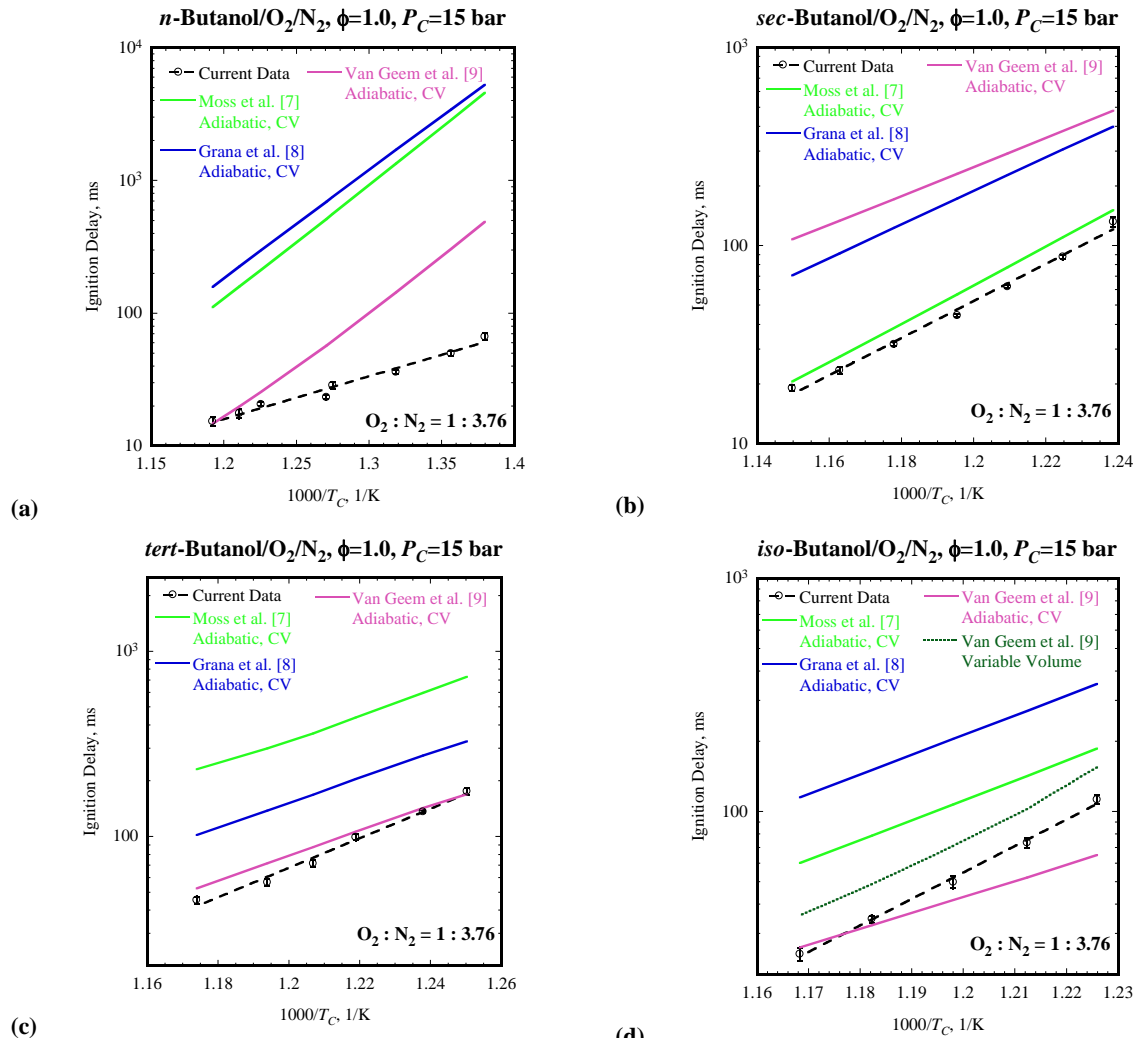 n-Butanol/O2/N2, ϕ=1.0, PC=15 bar
10^4
10^3
100
10
Ignition Delay, ms
Current Data
Moss et al. [7]
Adiabatic, CV
Grana et al. [8]
Adiabatic, CV
Van Geem et al. [9]
Adiabatic, CV
O2 : N2 = 1 : 3.76
1.15 1.2 1.25 1.3 1.35 1.4
1000/TC, 1/K
(a)
sec-Butanol/O2/N2, ϕ=1.0, PC=15 bar
10^3
100
10
Ignition Delay, ms
Current Data
Moss et al. [7]
Adiabatic, CV
Grana et al. [8]
Adiabatic, CV
Van Geem et al. [9]
Adiabatic, CV
O2 : N2 = 1 : 3.76
1.14 1.16 1.18 1.2 1.22 1.24
1000/TC, 1/K
(b)
tert-Butanol/O2/N2, ϕ=1.0, PC=15 bar
10^3
100
Ignition Delay, ms
Current Data
Moss et al. [7]
Adiabatic, CV
Grana et al. [8]
Adiabatic, CV
Van Geem et al. [9]
Adiabatic, CV
O2 : N2 = 1 : 3.76
1.16 1.18 1.2 1.22 1.24 1.26
1000/TC, 1/K
(c)
iso-Butanol/O2/N2, ϕ=1.0, PC=15 bar
10^3
100
Ignition Delay, ms
Current Data
Moss et al. [7]
Adiabatic, CV
Grana et al. [8]
Adiabatic, CV
Van Geem et al. [9]
Adiabatic, CV
Van Geem et al. [9]
Variable Volume
O2 : N2 = 1 : 3.76
1.16 1.17 1.18 1.19 1.2 1.21 1.22 1.23
1000/TC, 1/K
(d)